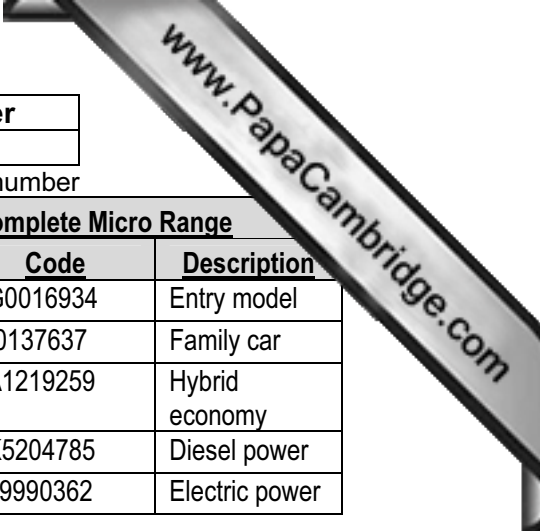 www.PapaCambridge.com
er
number
omplete Micro Range
Code Description
0016934 Entry model
0137637 Family car
1219259 Hybrid
economy
5204785 Diesel power
9990362 Electric power